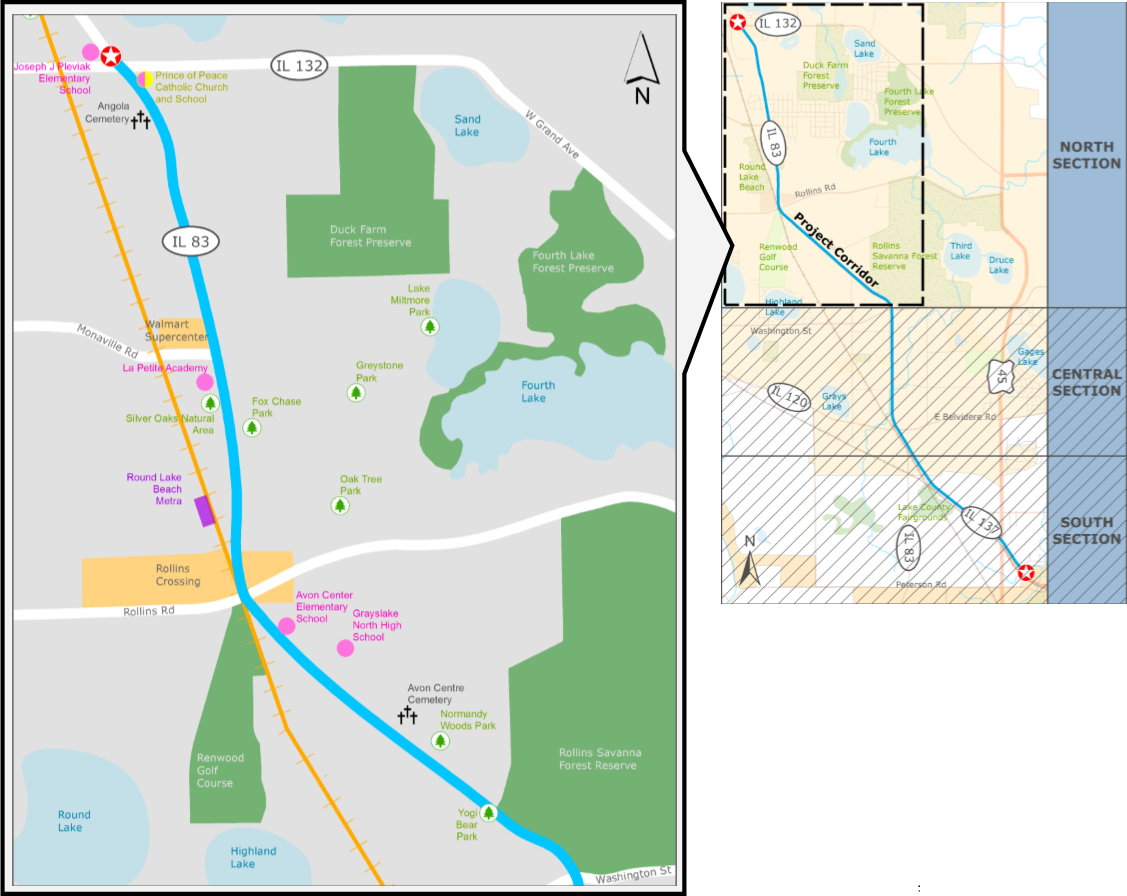 Joseph J Pleviak
Elementary
School
Prince of Peace
Catholic Church
and School
Angola
Cemetery
IL 132
N
W Grand Ave
Sand
Lake
IL 83
Duck Farm
Forest Preserve
Fourth Lake
Forest Preserve
Lake
Miltmore
Park
Walmart
Supercenter
Monaville Rd
La Petite Academy
Greystone
Park
Fourth
Lake
Silver Oaks Natural
Area
Fox Chase
Park
Round Lake
Beach
Metra
Oak Tree
Park
Rollins
Crossing
Rollins Rd
Avon Center
Elementary
School
Grayslake
North High
School
Avon Centre
Cemetery
Normandy
Woods Park
Renwood
Golf
Course
Rollins Savanna
Forest Reserve
Round
Lake
Yogi
Bear
Park
Highland
Lake
Washington St
IL 132
Sand
Lake
Duck Farm
Forest
Preserve
Fourth Lake
Forest
Preserve
IL 83
Fourth
Lake
Round
Lake
Beach
Rollins Rd
Project Corridor
Renwood
Golf
Course
Rollins
Savanna Forest
Reserve
Third
Lake
Druce
Lake
Highland
Lake
NORTH
SECTION
Washington St
Gages
Lake
45
IL 120
Grays
Lake
E Belvidere Rd
CENTRAL
SECTION
Lake County
Fairgrounds
IL 137
IL 83
N
Peterson Rd
SOUTH
SECTION
: